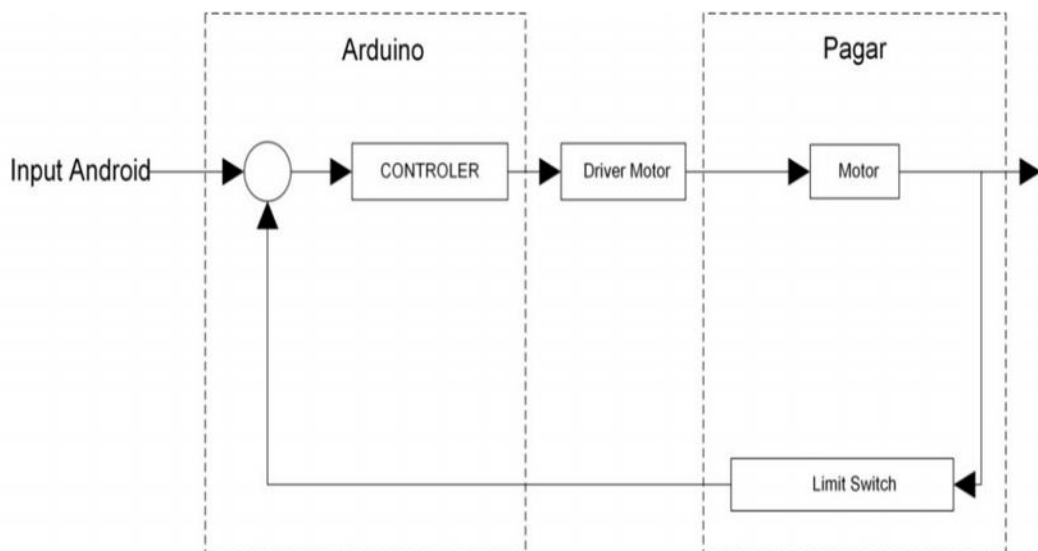 Arduino
Pagar
Input Android
CONTROLER
Driver Motor
Motor
Limit Switch